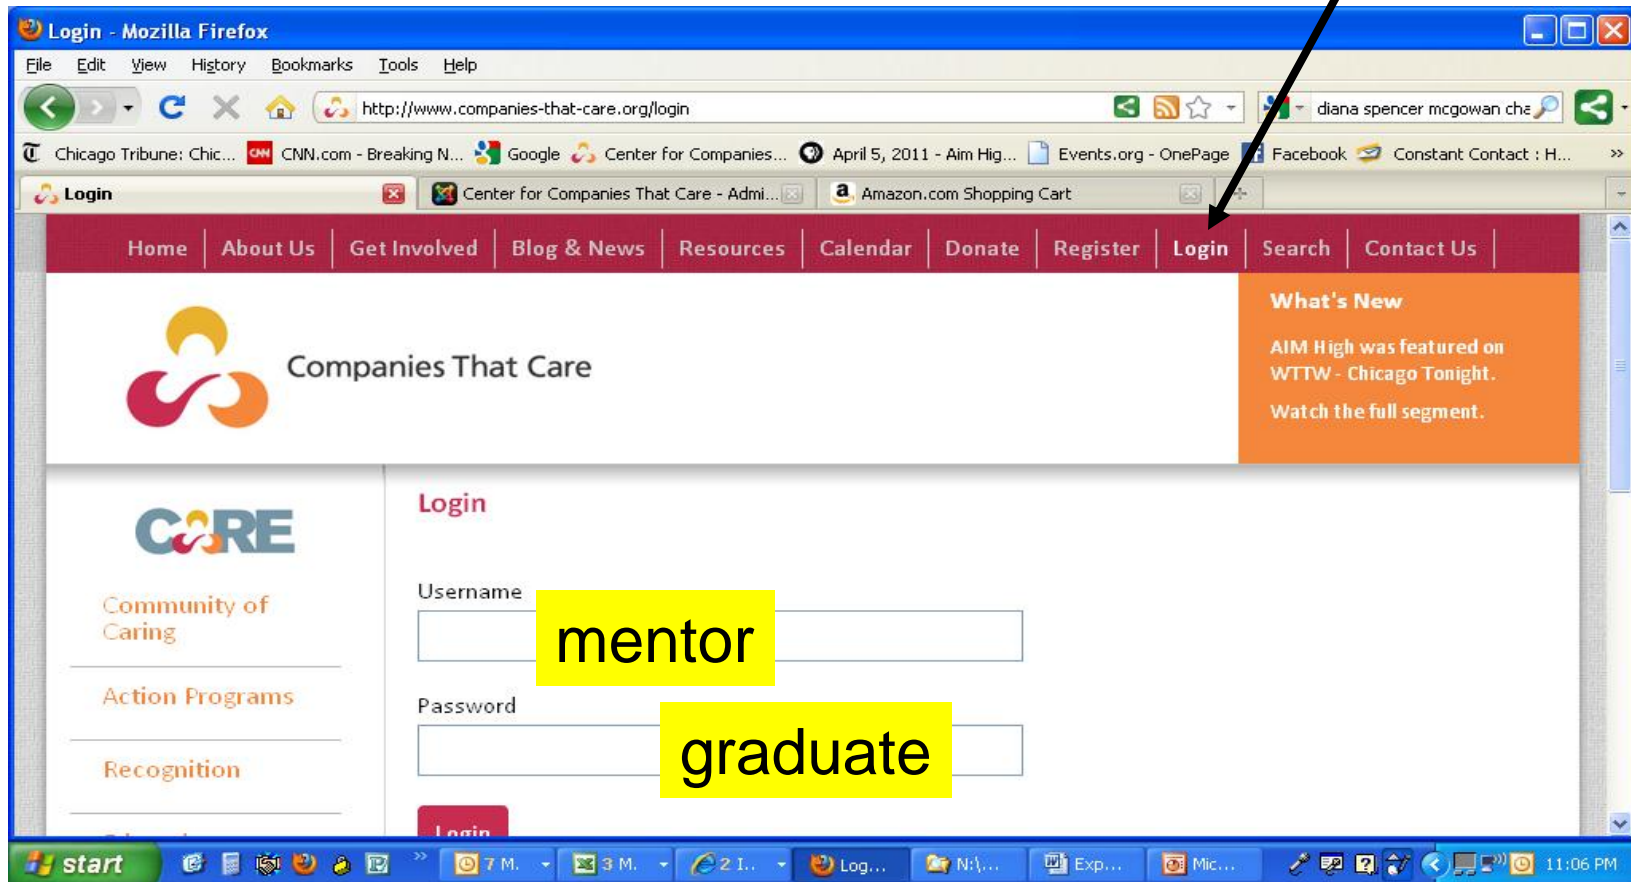 Login - Mozilla Firefox
File Edit View History Bookmarks Tools Help
http://www.companies-that-care.org/login
diana spencer mcgowan cha
Chicago Tribune: Chic... CNN.com - Breaking N... Google Center for Companies... April 5, 2011 - Aim Hig... Events.org - OnePage Facebook Constant Contact : H... »
Login Center for Companies That Care - Admi... Amazon.com Shopping Cart
Home About Us Get Involved Blog & News Resources Calendar Donate Register Login Search Contact Us
What's New
AIM High was featured on
WTTW - Chicago Tonight.
Watch the full segment.
Companies That Care
CARE
Login
Username
mentor
Password
graduate
Login
Community of
Caring
Action Programs
Recognition
start » 7 M. 3 M. 2 I.. Log... N:\... Exp... Mic... 11:06 PM